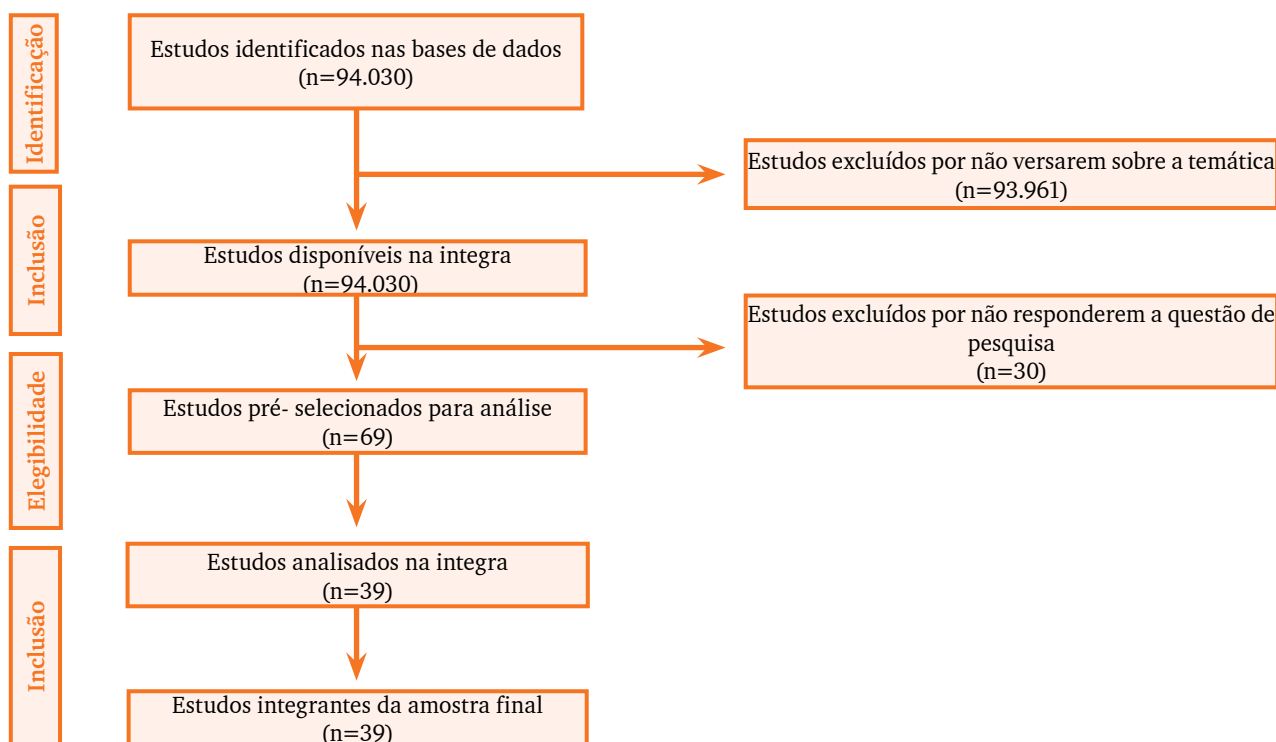 Identificação
Estudos identificados nas bases de dados
(n=94.030)
Estudos excluídos por não versarem sobre a temática
(n=93.961)
Inclusão
Estudos disponíveis na integra
(n=94.030)
Estudos excluídos por não responderem a questão de
pesquisa
(n=30)
Elegibilidade
Estudos pré- selecionados para análise
(n=69)
Estudos analisados na integra
(n=39)
Inclusão
Estudos integrantes da amostra final
(n=39)